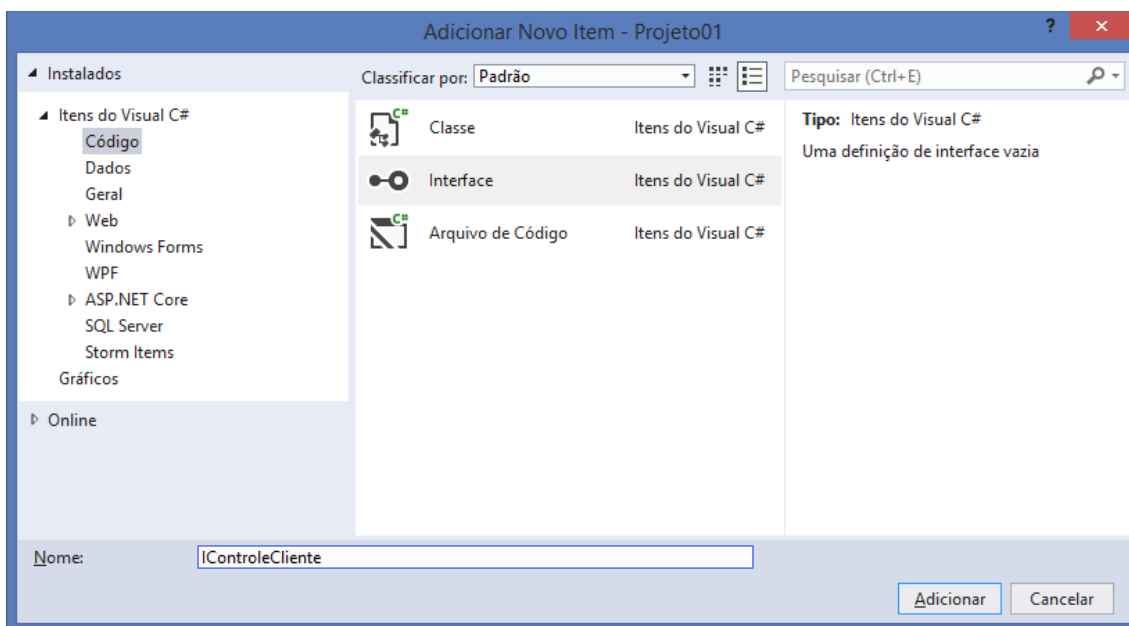 Adicionar Novo Item - Projeto01
?
Instalados
Classificar por: Padrão
Pesquisar (Ctrl+E)
Itens do Visual C#
Código
Dados
Geral
Web
Windows Forms
WPF
ASP.NET Core
SQL Server
Storm Items
Gráficos
Online
C# Classe Itens do Visual C#
Interface Itens do Visual C#
C# Arquivo de Código Itens do Visual C#
Tipo: Itens do Visual C#
Uma definição de interface vazia
Nome: IControleCliente
Adicionar Cancelar